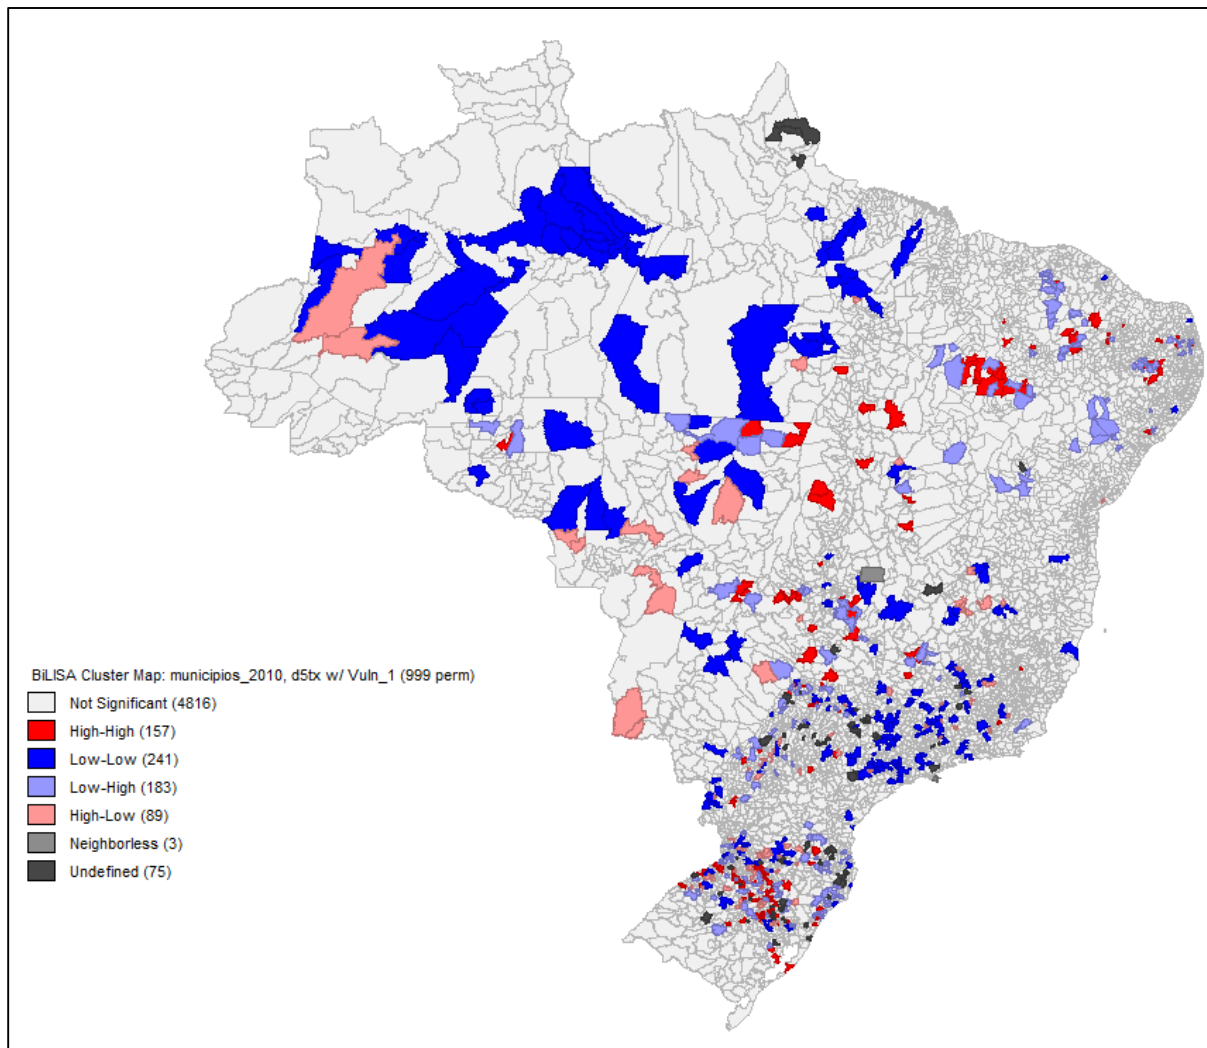 BiLISA Cluster Map: municipios_2010, d5tx w/ Vuln_1 (999 perm)
Not Significant (4816)
High-High (157)
Low-Low (241)
Low-High (183)
High-Low (89)
Neighborless (3)
Undefined (75)